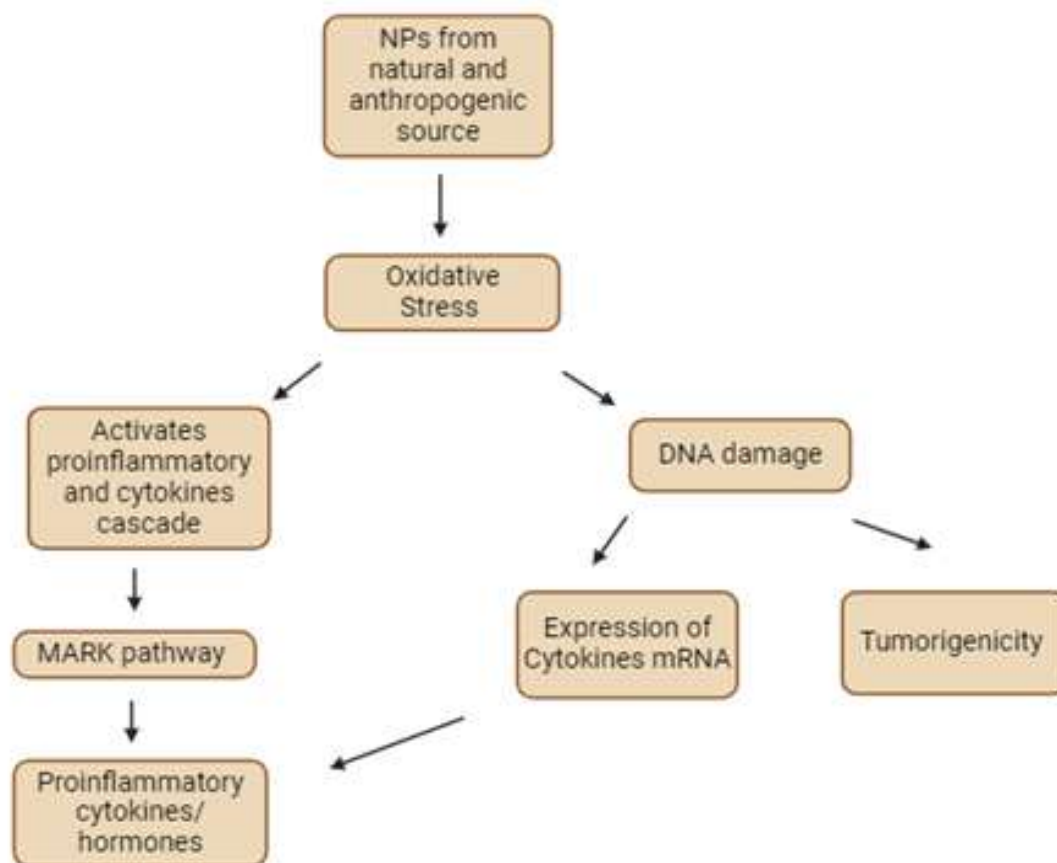 NPs from
natural and
anthropogenic
source
Oxidative
Stress
Activates
proinflammatory
and cytokines
cascade
DNA damage
MARK pathway
Expression of
Cytokines mRNA
Tumorigenicity
Proinflammatory
cytokines/
hormones